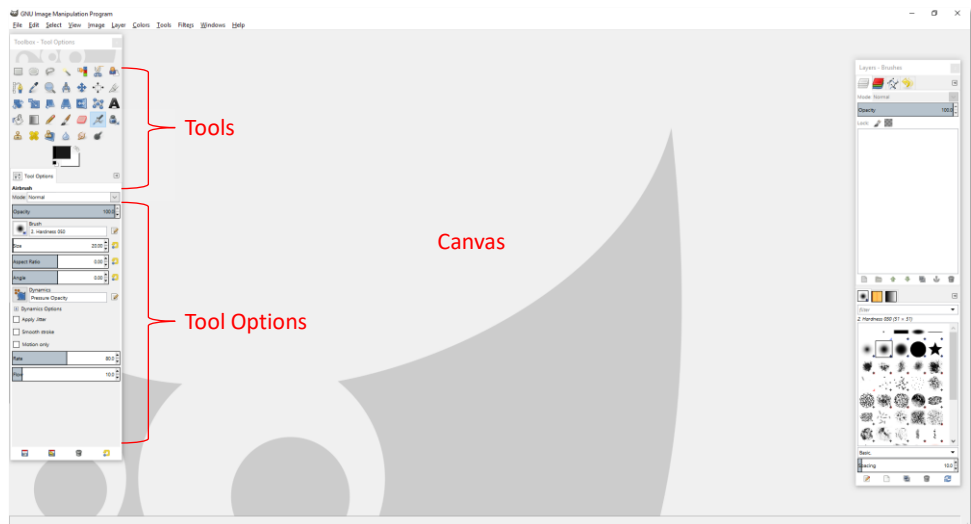 GNU Image Manipulation Program
File Edit Select View Image Layer Colors Tools Filters Windows Help
Toolbox - Tool Options
Tool Options
Airbrush
Mode Normal
Opacity 100.0
Brush
2. Hardness 050
Size 20.00
Aspect Ratio 0.00
Angle 0.00
Dynamics
Pressure Opacity
Dynamics Options
Apply Jitter
Smooth stroke
Motion only
Rate 80.0
Flow 10.0
Tools
Tool Options
Canvas
Layers - Brushes
Mode Normal
Opacity 100.0
Lock:
filter
2. Hardness 050 (51 × 51)
Basic,
Spacing 10.0